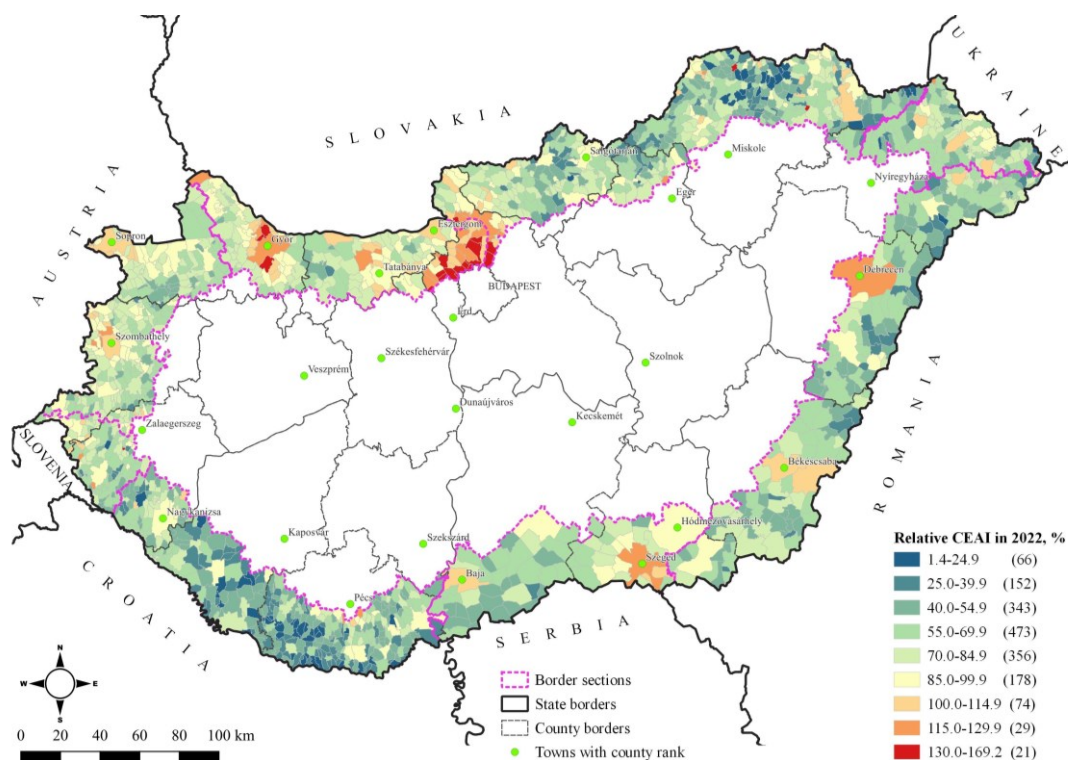 UKRAINE
SLOVAKIA
AUSTRIA
Miskolc
Salgótarján
Nyíregyháza
Eger
Esztergom
Sopron
Győr
Tatabánya
Debrecen
BUDAPEST
Érd
Szombathely
Székesfehérvár
Szolnok
Veszprém
Dunaújváros
Kecskemét
Zalaegerszeg
SLOVENIA
ROMANIA
Békéscsaba
Nagykanizsa
Kaposvár
Szekszárd
Hódmezővásárhely
Szeged
Baja
Pécs
CROATIA
SERBIA
N
W E
S
0 20 40 60 80 100 km
Border sections
State borders
County borders
Towns with county rank
Relative CEAI in 2022, %
1.4-24.9 (66)
25.0-39.9 (152)
40.0-54.9 (343)
55.0-69.9 (473)
70.0-84.9 (356)
85.0-99.9 (178)
100.0-114.9 (74)
115.0-129.9 (29)
130.0-169.2 (21)